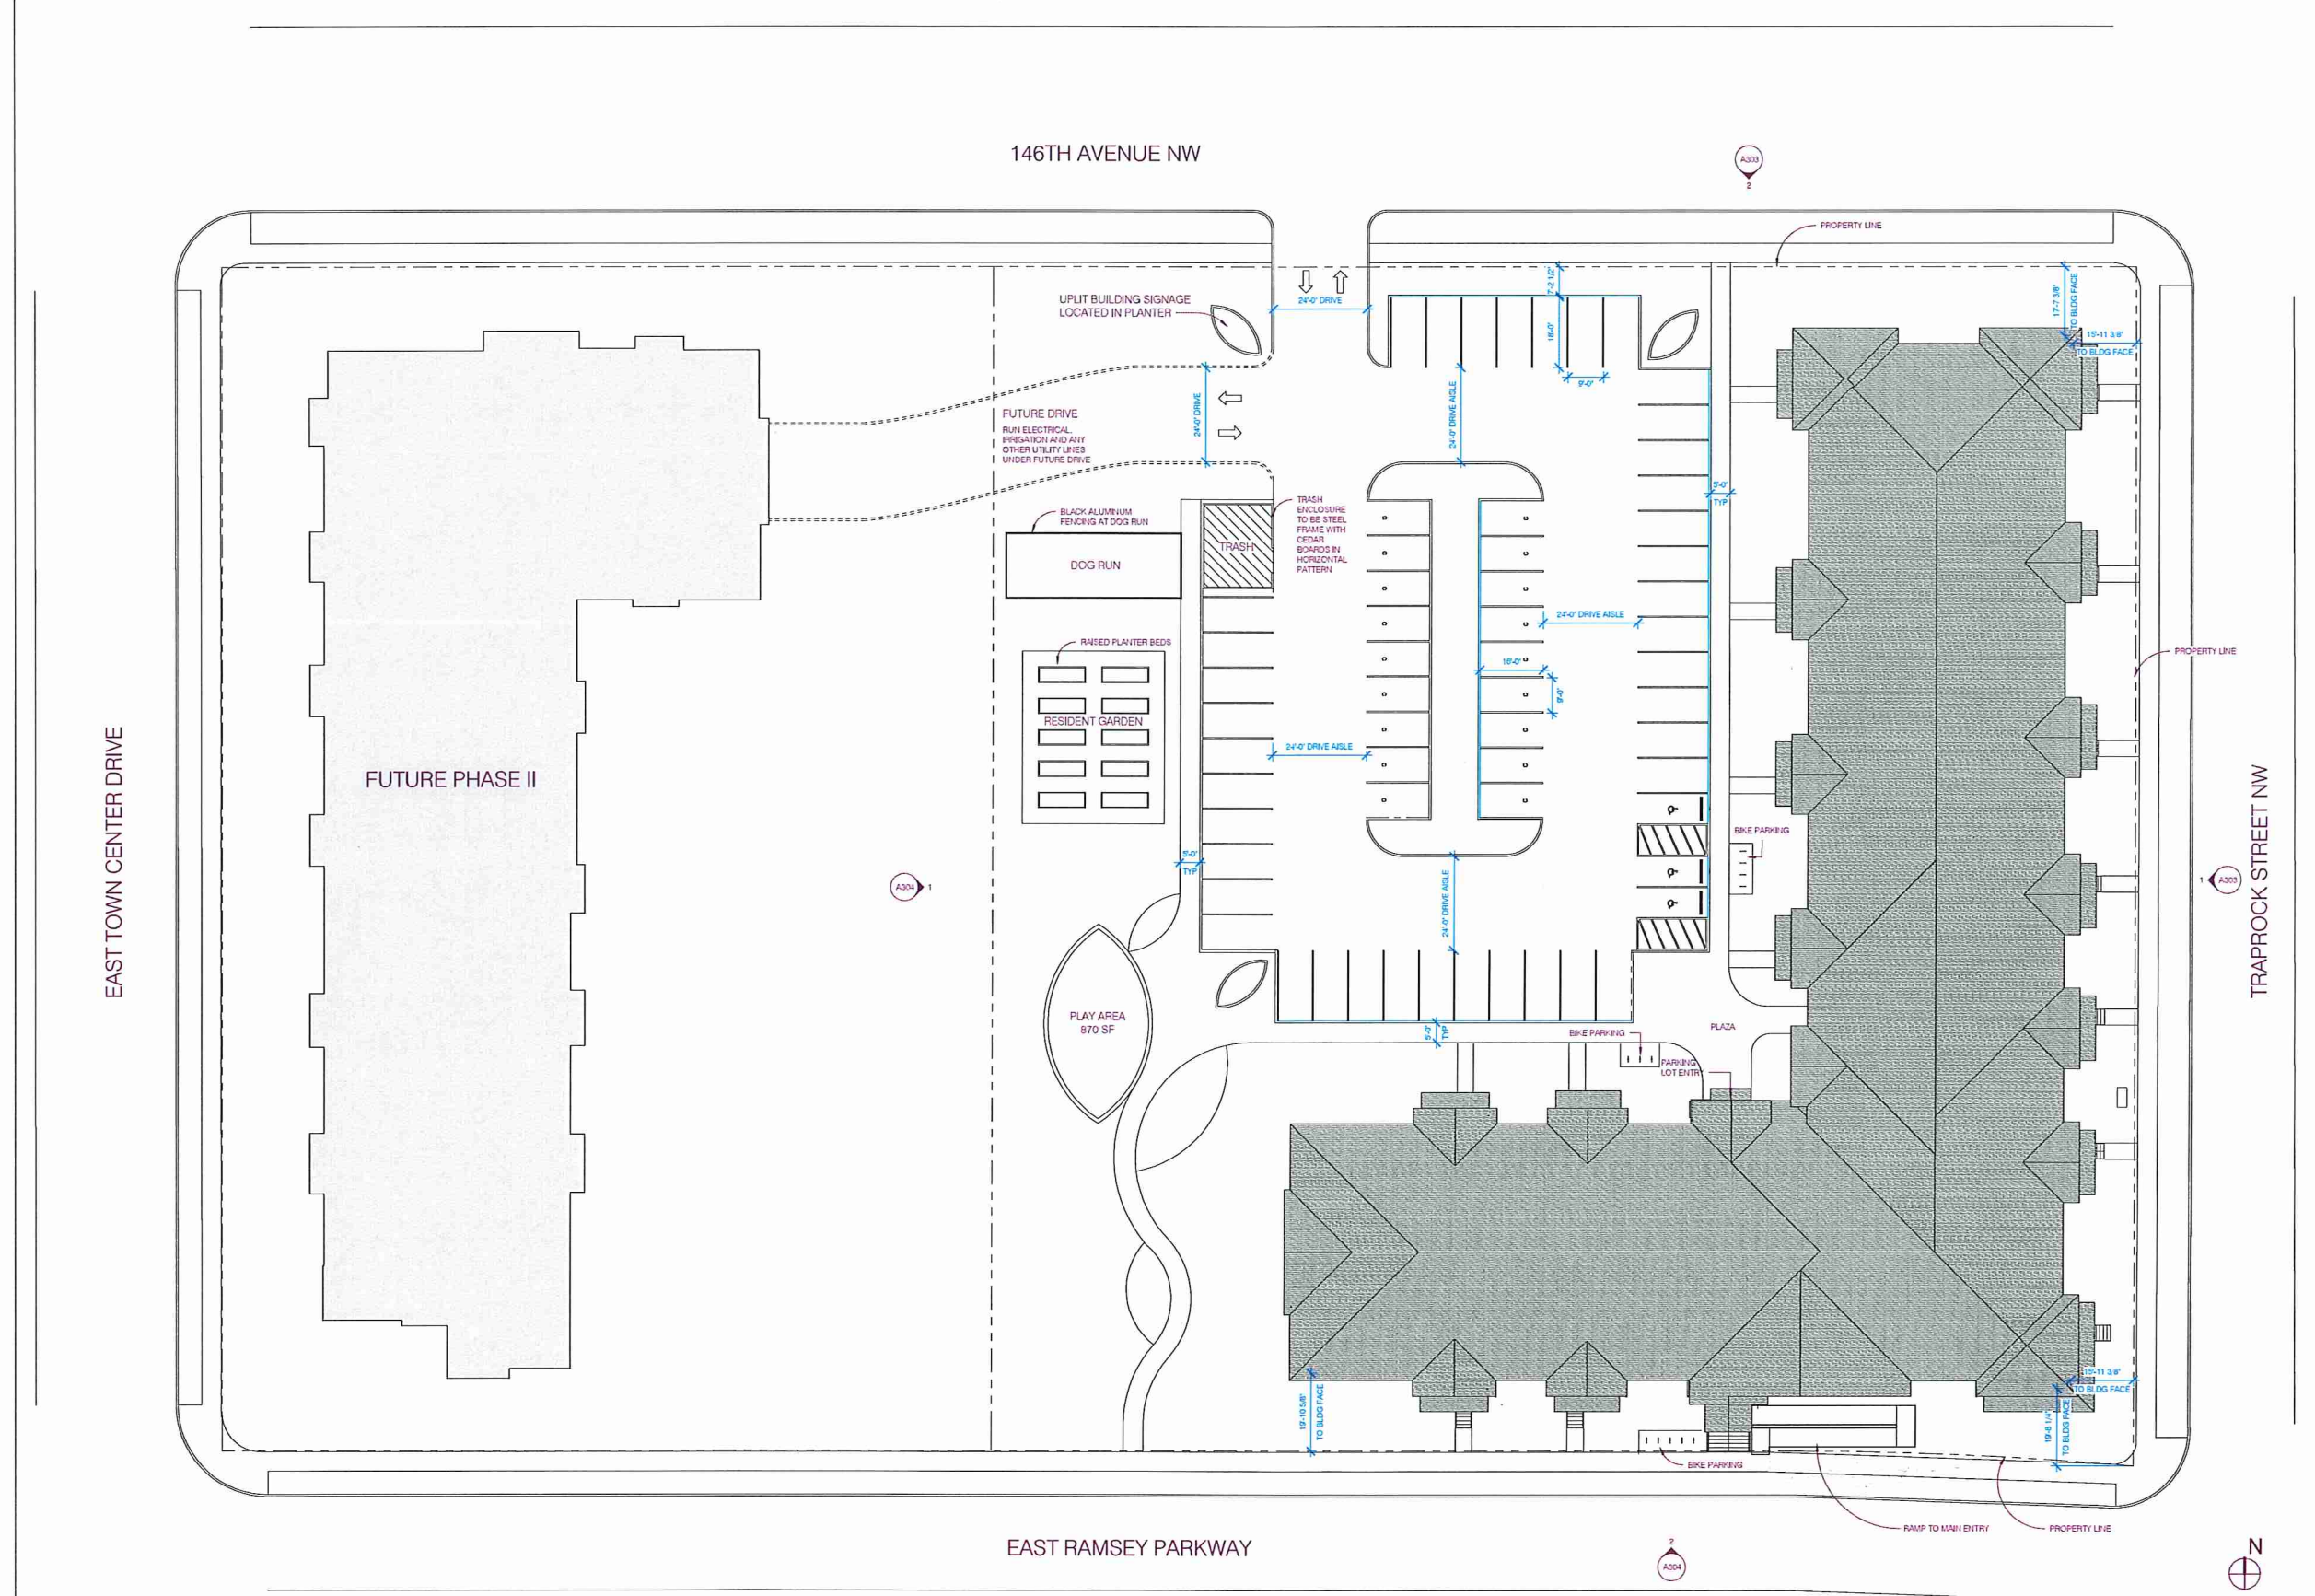 146TH AVENUE NW
A303
2
PROPERTY LINE
UPLIT BUILDING SIGNAGE
LOCATED IN PLANTER
24'-0" DRIVE
7'-2 1/2"
18'-0"
9'-0"
17'-7 3/8"
TO BLDG FACE
15'-11 3/8"
TO BLDG FACE
FUTURE DRIVE
RUN ELECTRICAL,
IRRIGATION AND ANY
OTHER UTILITY LINES
UNDER FUTURE DRIVE
24'-0" DRIVE
24'-0" DRIVE AISLE
5'-0"
TYP
BLACK ALUMINUM
FENCING AT DOG RUN
DOG RUN
TRASH
TRASH
ENCLOSURE
TO BE STEEL
FRAME WITH
CEDAR
BOARDS IN
HORIZONTAL
PATTERN
24'-0" DRIVE AISLE
RAISED PLANTER BEDS
RESIDENT GARDEN
16'-0"
9'-0"
24'-0" DRIVE AISLE
PROPERTY LINE
FUTURE PHASE II
EAST TOWN CENTER DRIVE
BIKE PARKING
5'-0"
TYP
24'-0" DRIVE AISLE
A304
1
1
A303
TRAPROCK STREET NW
PLAY AREA
870 SF
5'-0"
TYP
BIKE PARKING
PLAZA
PARKING
LOT ENTRY
19'-10 5/8"
TO BLDG FACE
15'-11 3/8"
TO BLDG FACE
19'-8 1/4"
TO BLDG FACE
BIKE PARKING
RAMP TO MAIN ENTRY
PROPERTY LINE
EAST RAMSEY PARKWAY
2
A304
N